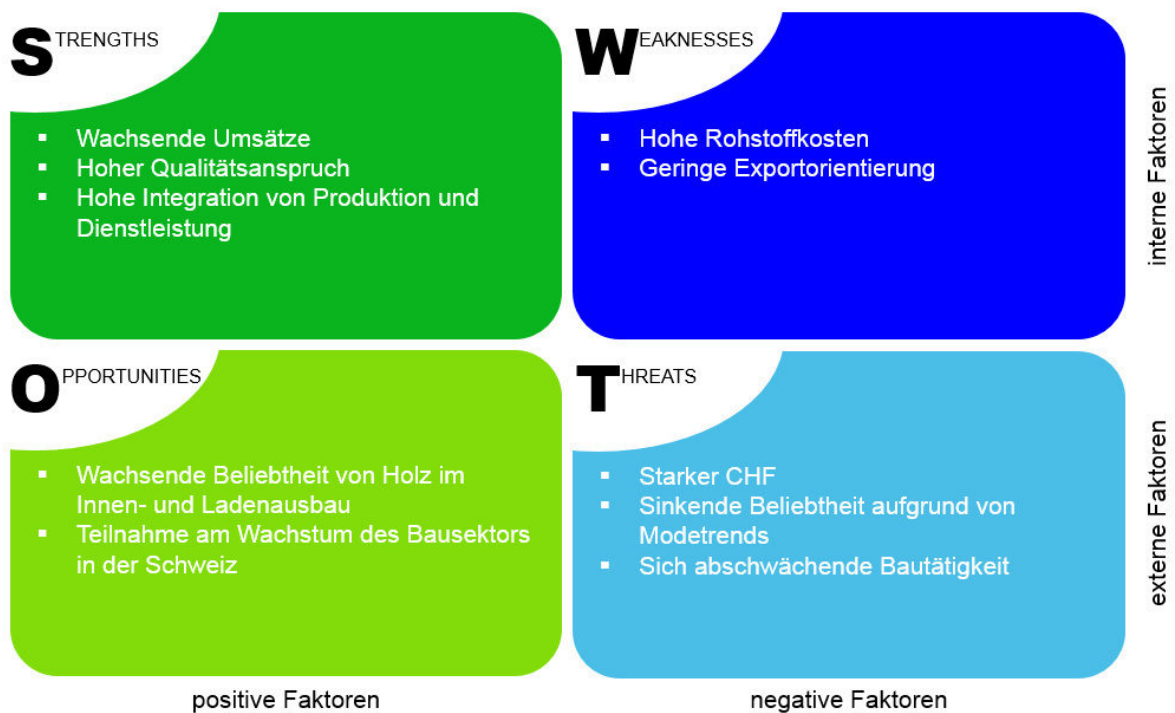 STRENGTHS
▪ Wachsende Umsätze
▪ Hoher Qualitätsanspruch
▪ Hohe Integration von Produktion und
Dienstleistung
WEAKNESSES
▪ Hohe Rohstoffkosten
▪ Geringe Exportorientierung
interne Faktoren
OPPORTUNITIES
▪ Wachsende Beliebtheit von Holz im
Innen- und Ladenausbau
▪ Teilnahme am Wachstum des Bausektors
in der Schweiz
THREATS
▪ Starker CHF
▪ Sinkende Beliebtheit aufgrund von
Modetrends
▪ Sich abschwächende Bautätigkeit
externe Faktoren
positive Faktoren
negative Faktoren